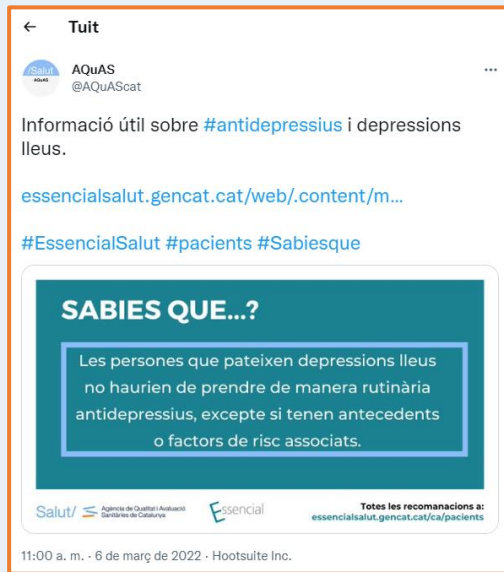 ← Tuit
/Salut
AQuAS
AQuAS
@AQuAScat
Informació útil sobre #antidepressius i depressions
lleus.
essencialsalut.gencat.cat/web/.content/m...
#EssencialSalut #pacients #Sabiesque
SABIES QUE...?
Les persones que pateixen depressions lleus
no haurien de prendre de manera rutinària
antidepressius, excepte si tenen antecedents
o factors de risc associats.
Salut/ Agència de Qualitat i Avaluació
Sanitàries de Catalunya
Essencial
Totes les recomanacions a:
essencialsalut.gencat.cat/ca/pacients
11:00 a. m. · 6 de març de 2022 · Hootsuite Inc.